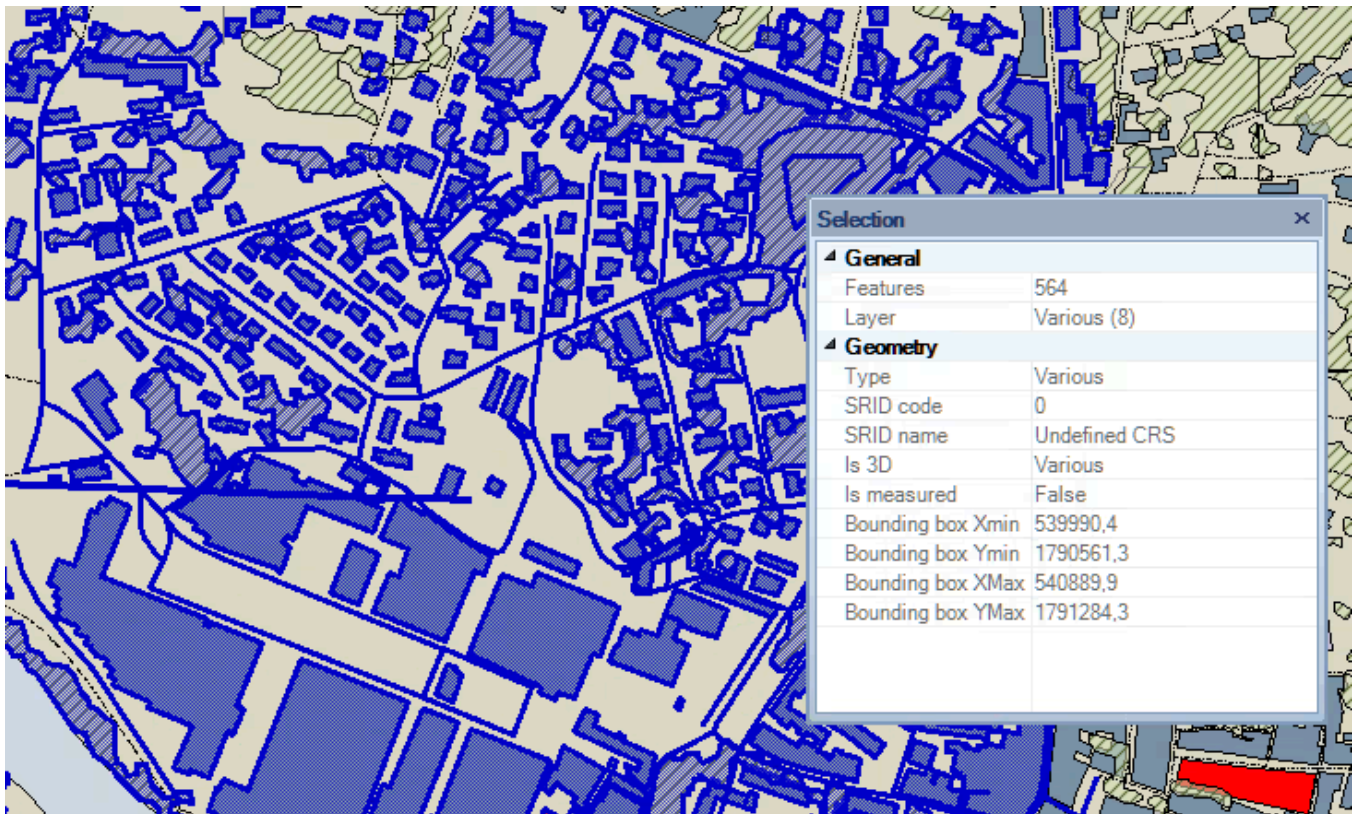 Selection
General
Features 564
Layer Various (8)
Geometry
Type Various
SRID code 0
SRID name Undefined CRS
Is 3D Various
Is measured False
Bounding box Xmin 539990,4
Bounding box Ymin 1790561,3
Bounding box XMax 540889,9
Bounding box YMax 1791284,3